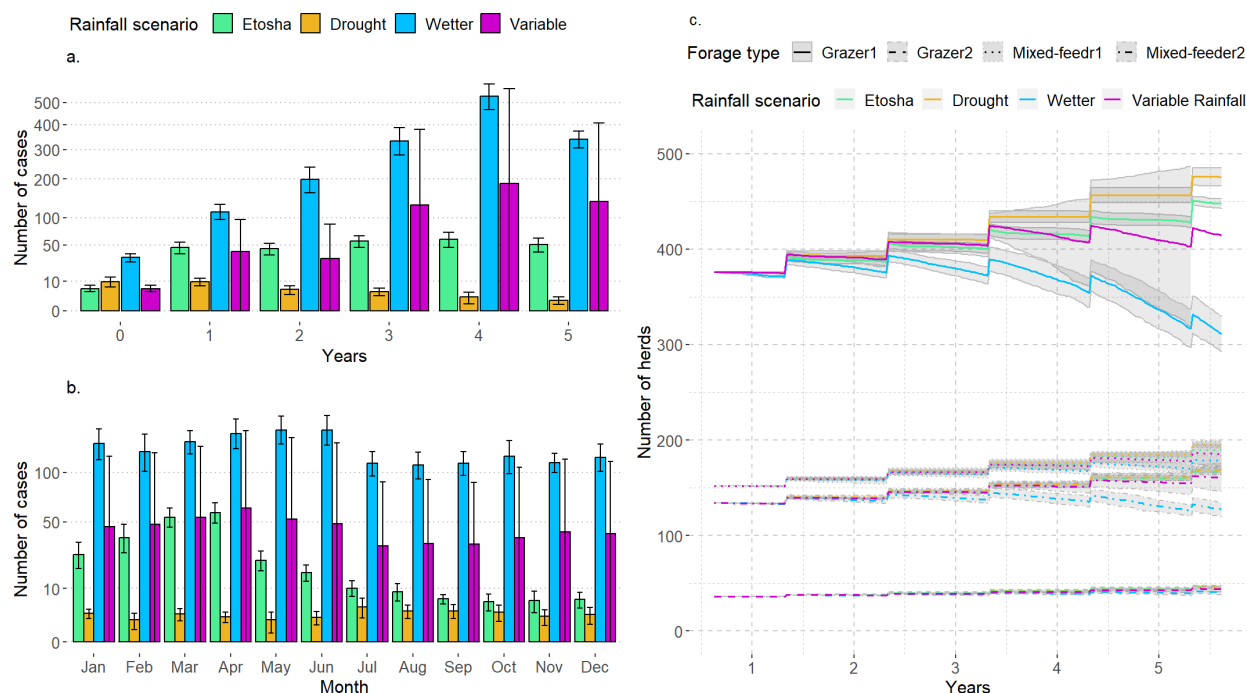 Rainfall scenario Etosha Drought Wetter Variable
a.
Number of cases
500
400
300
200
100
50
10
0
0 1 2 3 4 5
Years
b.
Number of cases
100
50
10
0
Jan Feb Mar Apr May Jun Jul Aug Sep Oct Nov Dec
Month
c.
Forage type Grazer1 Grazer2 Mixed-feedr1 Mixed-feeder2
Rainfall scenario Etosha Drought Wetter Variable Rainfall
Number of herds
500
400
300
200
100
0
1 2 3 4 5
Years